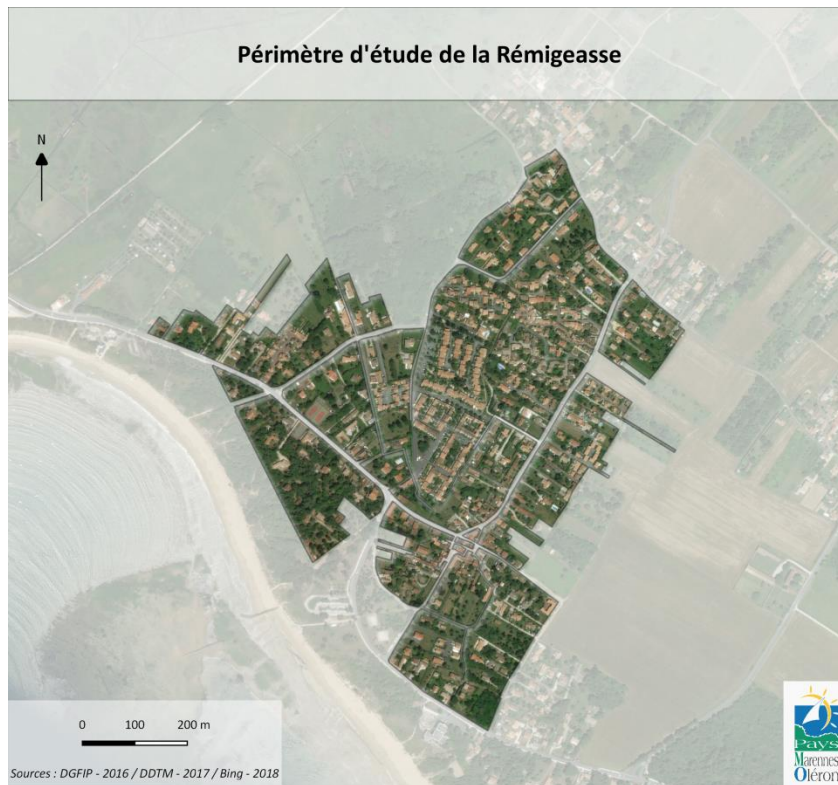 Périmètre d'étude de la Rémigeasse
N
0 100 200 m
Sources : DGFIP - 2016 / DDTM - 2017 / Bing - 2018
Pays
Marennes
Oléron